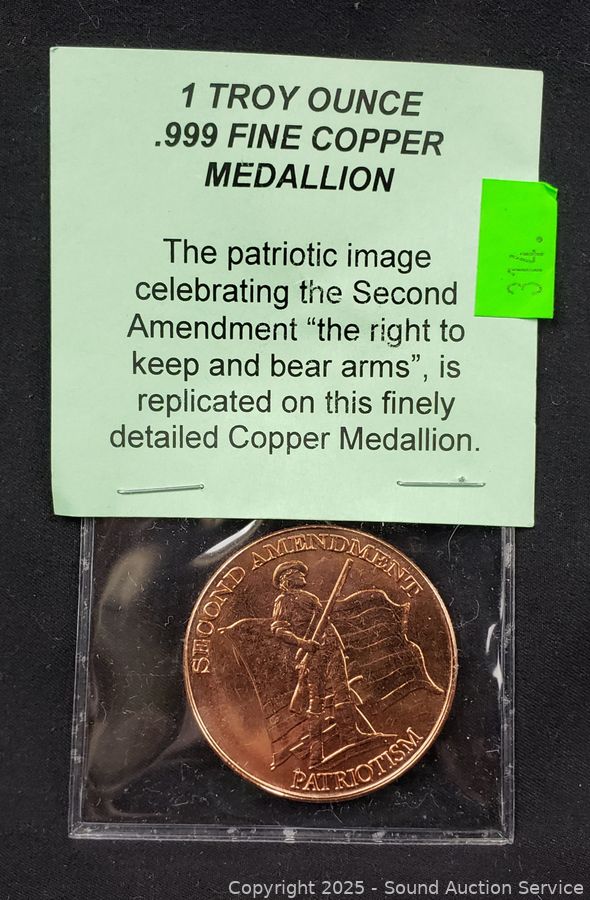 1 TROY OUNCE
.999 FINE COPPER
MEDALLION
The patriotic image
celebrating the Second
Amendment “the right to
keep and bear arms”, is
replicated on this finely
detailed Copper Medallion.
314.
SECOND AMENDMENT
PATRIOTISM
Copyright 2025 - Sound Auction Service